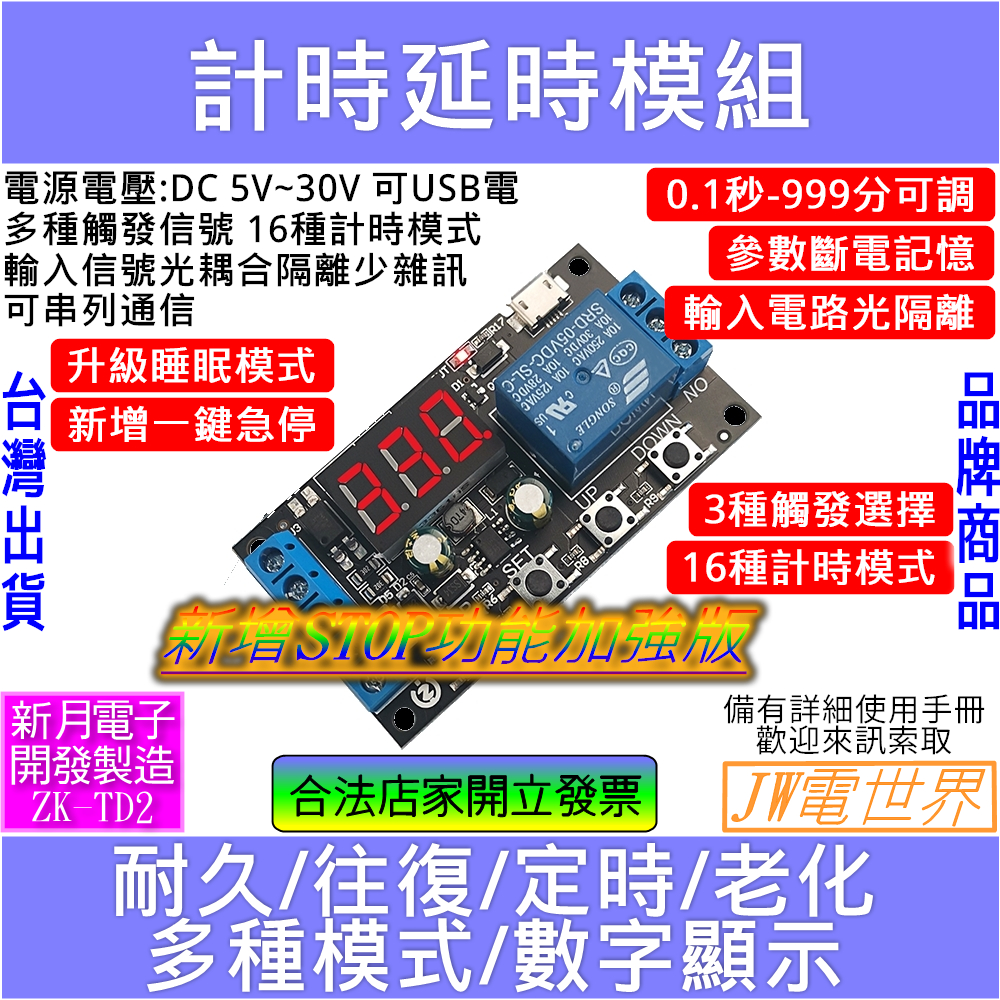 計時延時模組
電源電壓:DC 5V~30V 可USB電
多種觸發信號 16種計時模式
輸入信號光耦合隔離少雜訊
可串列通信
0.1秒-999分可調
參數斷電記憶
輸入電路光隔離
升級睡眠模式
新增一鍵急停
台灣出貨
品牌商品
R17
D1
SRD-05VDC-SL-C
10A 250VAC 10A 125VAC
10A 30VDC 10A 28VDC
CQC
SONGLE
US
NO
DOWN
R9
UP
R8
SET
R6
J3
D5
3種觸發選擇
16種計時模式
新增STOP功能加強版
新月電子
開發製造
ZK-TD2
備有詳細使用手冊
歡迎來訊索取
JW電世界
合法店家開立發票
耐久/往復/定時/老化
多種模式/數字顯示